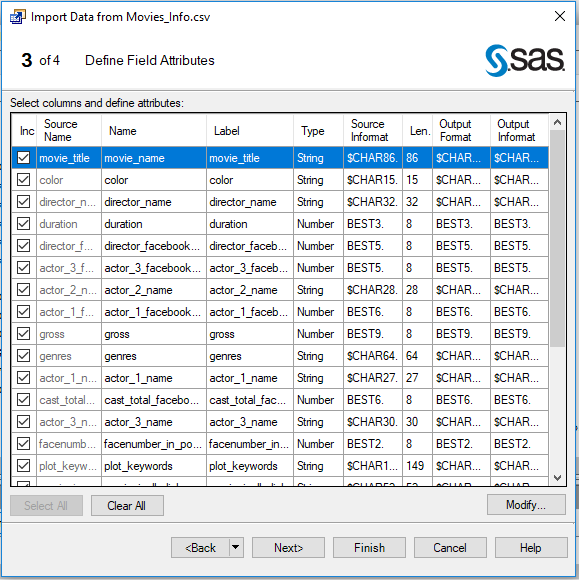 Import Data from Movies_Info.csv
3 of 4 Define Field Attributes
sas
Select columns and define attributes:
Inc Source Name Name Label Type Source Informat Len. Output Format Output Informat
movie_title movie_name movie_title String $CHAR86. 86 $CHAR... $CHAR...
color color color String $CHAR15. 15 $CHAR... $CHAR...
director_n... director_name director_name String $CHAR32. 32 $CHAR... $CHAR...
duration duration duration Number BEST3. 8 BEST3. BEST3.
director_f... director_facebook... director_faceb... Number BEST5. 8 BEST5. BEST5.
actor_3_f... actor_3_facebook... actor_3_faceb... Number BEST5. 8 BEST5. BEST5.
actor_2_n... actor_2_name actor_2_name String $CHAR28. 28 $CHAR... $CHAR...
actor_1_f... actor_1_facebook... actor_1_faceb... Number BEST6. 8 BEST6. BEST6.
gross gross gross Number BEST9. 8 BEST9. BEST9.
genres genres genres String $CHAR64. 64 $CHAR... $CHAR...
actor_1_n... actor_1_name actor_1_name String $CHAR27. 27 $CHAR... $CHAR...
cast_total... cast_total_facebo... cast_total_fac... Number BEST6. 8 BEST6. BEST6.
actor_3_n... actor_3_name actor_3_name String $CHAR30. 30 $CHAR... $CHAR...
facenumb... facenumber_in_po... facenumber_in... Number BEST2. 8 BEST2. BEST2.
plot_keyw... plot_keywords plot_keywords String $CHAR1... 149 $CHAR... $CHAR...
Select All Clear All Modify...
<Back Next> Finish Cancel Help